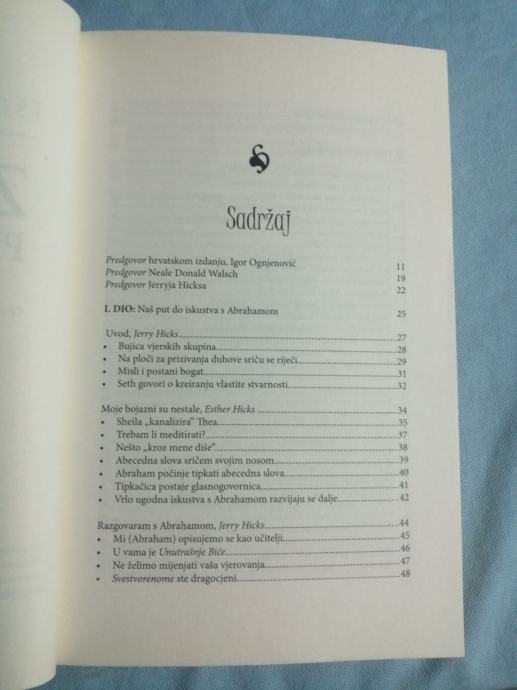 Sadržaj
Predgovor hrvatskom izdanju, Igor Ognjenović 11
Predgovor Neale Donald Walsch 19
Predgovor Jerryja Hicksa 22
I. DIO: Naš put do iskustva s Abrahamom 25
Uvod, Jerry Hicks 27
• Bujica vjerskih skupina 28
• Na ploči za prizivanje duhove sriču se riječi 29
• Misli i postani bogat 31
• Seth govori o kreiranju vlastite stvarnosti 32
Moje bojazni su nestale, Esther Hicks 34
• Sheila „kanalizira" Thea 35
• Trebam li meditirati? 37
• Nešto „kroz mene diše" 38
• Abecedna slova sričem svojim nosom 39
• Abraham počinje tipkati abecedna slova 40
• Tipkačica postaje glasnogovornica 41
• Vrlo ugodna iskustva s Abrahamom razvijaju se dalje 42
Razgovaram s Abrahamom, Jerry Hicks 44
• Mi (Abraham) opisujemo se kao učitelji 45
• U vama je Unutrašnje Biće 46
• Ne želimo mijenjati vaša vjerovanja 47
• Svestvorenome ste dragocjeni 48